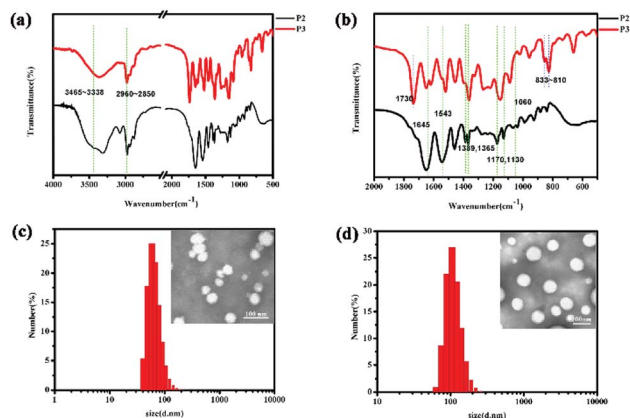 (a)
P2
P3
Transmittance(%)
3465~3338
2960~2850
4000 3500 3000 2500 2000 1500 1000 500
Wavenumber(cm-1)
(b)
P2
P3
Transmittance(%)
1730
1645
1543
1389,1365
1170,1130
1060
833~810
2000 1800 1600 1400 1200 1000 800 600
Wavenumber(cm-1)
(c)
Number(%)
25
20
15
10
5
0
1 10 100 1000 10000
size(d.nm)
100 nm
(d)
Number(%)
30
25
20
15
10
5
0
10 100 1000 10000
size(d.nm)